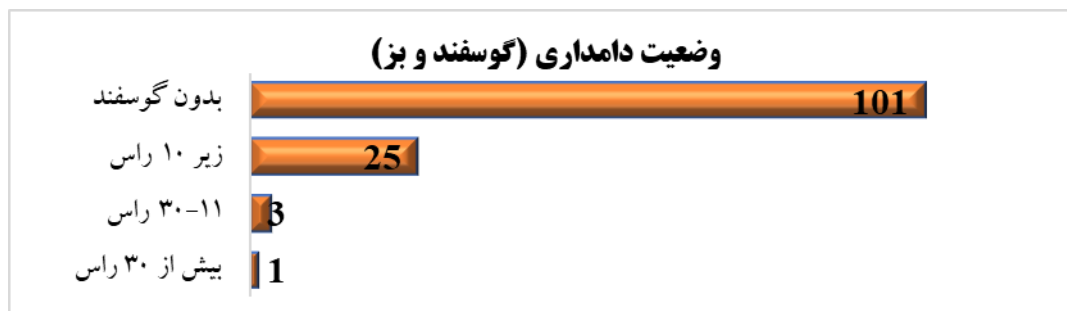 وضعیت دامداری (گوسفند و بز)
بدون گوسفند 101
زیر ۱۰ راس 25
۱۱-۳۰ راس 3
بیش از ۳۰ راس 1